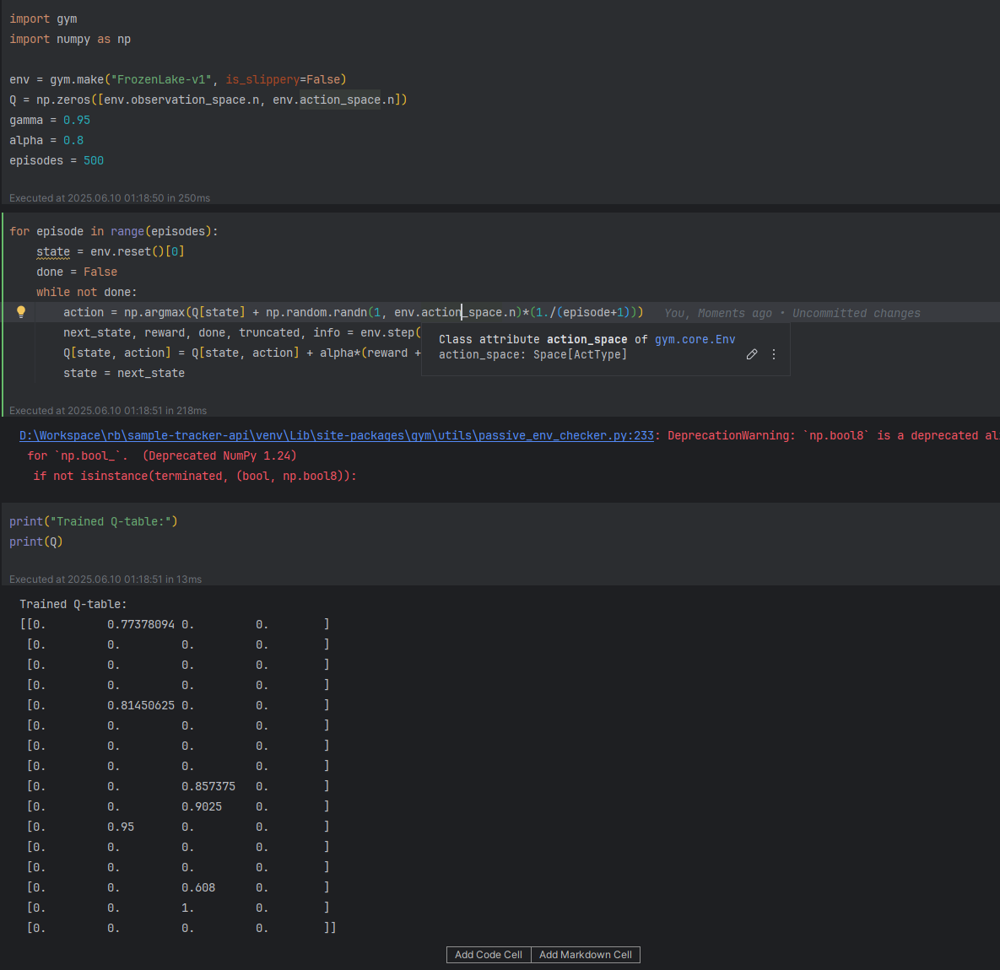 import gym
import numpy as np
env = gym.make("FrozenLake-v1", is_slippery=False)
Q = np.zeros([env.observation_space.n, env.action_space.n])
gamma = 0.95
alpha = 0.8
episodes = 500
Executed at 2025.06.10 01:18:50 in 250ms
for episode in range(episodes):
    state = env.reset()[0]
    done = False
    while not done:
        action = np.argmax(Q[state] + np.random.randn(1, env.action_space.n)*(1./(episode+1)))    You, Moments ago • Uncommitted changes
        next_state, reward, done, truncated, info = env.step(
        Q[state, action] = Q[state, action] + alpha*(reward +
        state = next_state
Class attribute action_space of gym.core.Env
action_space: Space[ActType]
Executed at 2025.06.10 01:18:51 in 218ms
D:\Workspace\rb\sample-tracker-api\venv\Lib\site-packages\gym\utils\passive_env_checker.py:233: DeprecationWarning: `np.bool8` is a deprecated al
for `np.bool_`.  (Deprecated NumPy 1.24)
if not isinstance(terminated, (bool, np.bool8)):
print("Trained Q-table:")
print(Q)
Executed at 2025.06.10 01:18:51 in 13ms
Trained Q-table:
[[0.         0.77378094 0.         0.        ]
 [0.         0.         0.         0.        ]
 [0.         0.         0.         0.        ]
 [0.         0.         0.         0.        ]
 [0.         0.81450625 0.         0.        ]
 [0.         0.         0.         0.        ]
 [0.         0.         0.         0.        ]
 [0.         0.         0.         0.        ]
 [0.         0.         0.857375   0.        ]
 [0.         0.         0.9025     0.        ]
 [0.         0.95       0.         0.        ]
 [0.         0.         0.         0.        ]
 [0.         0.         0.         0.        ]
 [0.         0.         0.608      0.        ]
 [0.         0.         1.         0.        ]
 [0.         0.         0.         0.        ]]
Add Code Cell Add Markdown Cell